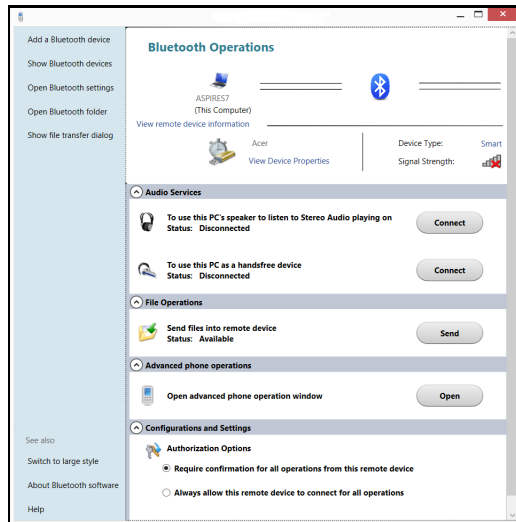 Add a Bluetooth device
Show Bluetooth devices
Open Bluetooth settings
Open Bluetooth folder
Show file transfer dialog
Bluetooth Operations
ASPIRES7
(This Computer)
View remote device information
Acer
View Device Properties
Device Type: Smart
Signal Strength:
Audio Services
To use this PC's speaker to listen to Stereo Audio playing on
Status: Disconnected
Connect
To use this PC as a handsfree device
Status: Disconnected
Connect
File Operations
Send files into remote device
Status: Available
Send
Advanced phone operations
Open advanced phone operation window
Open
Configurations and Settings
Authorization Options
Require confirmation for all operations from this remote device
Always allow this remote device to connect for all operations
See also
Switch to large style
About Bluetooth software
Help